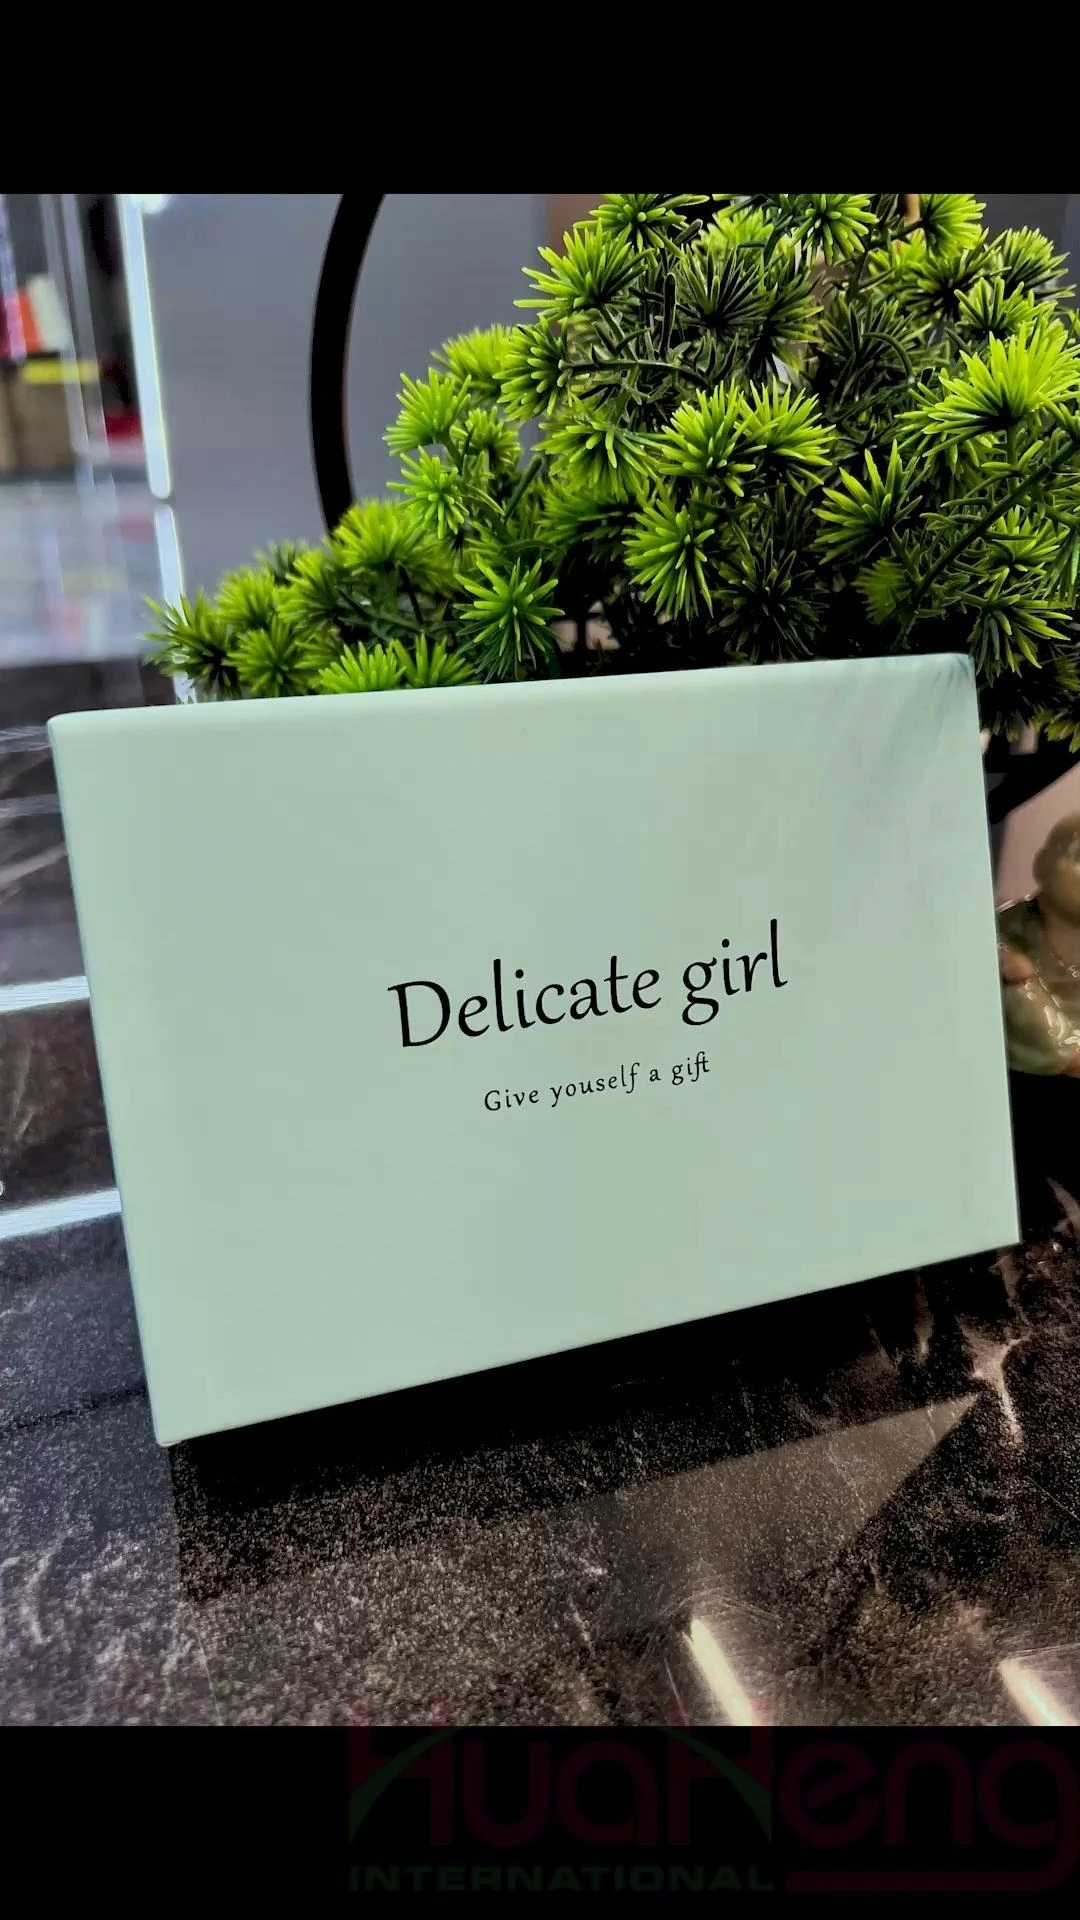 Delicate girl
Give youself a gift
HuaHeng
INTERNATIONAL